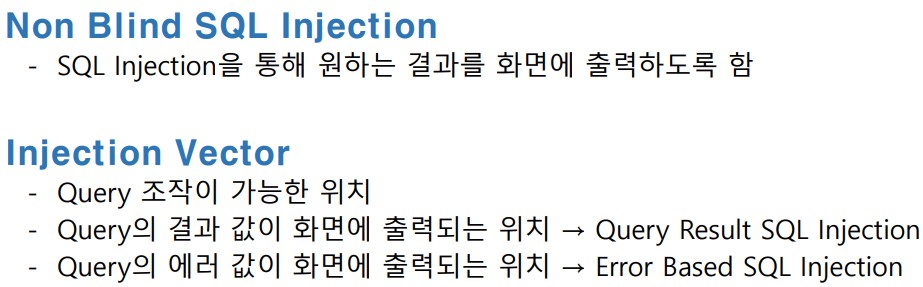 Non Blind SQL Injection
- SQL Injection을 통해 원하는 결과를 화면에 출력하도록 함
Injection Vector
- Query 조작이 가능한 위치
- Query의 결과 값이 화면에 출력되는 위치 → Query Result SQL Injection
- Query의 에러 값이 화면에 출력되는 위치 → Error Based SQL Injection